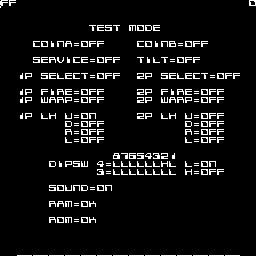 FF D
TEST MODE
COINA=OFF COINB=OFF
SERVICE=OFF TILT=OFF
1P SELECT=OFF 2P SELECT=OFF
1P FIRE=OFF 2P FIRE=OFF
1P WARP=OFF 2P WARP=OFF
1P LH U=ON 2P LH U=OFF
D=OFF D=OFF
R=OFF R=OFF
L=OFF L=OFF
87654321
DIPSW 4=LLLLLLHL L=ON
3=LLLLLLLL H=OFF
SOUND=ON
RAM=OK
ROM=OK